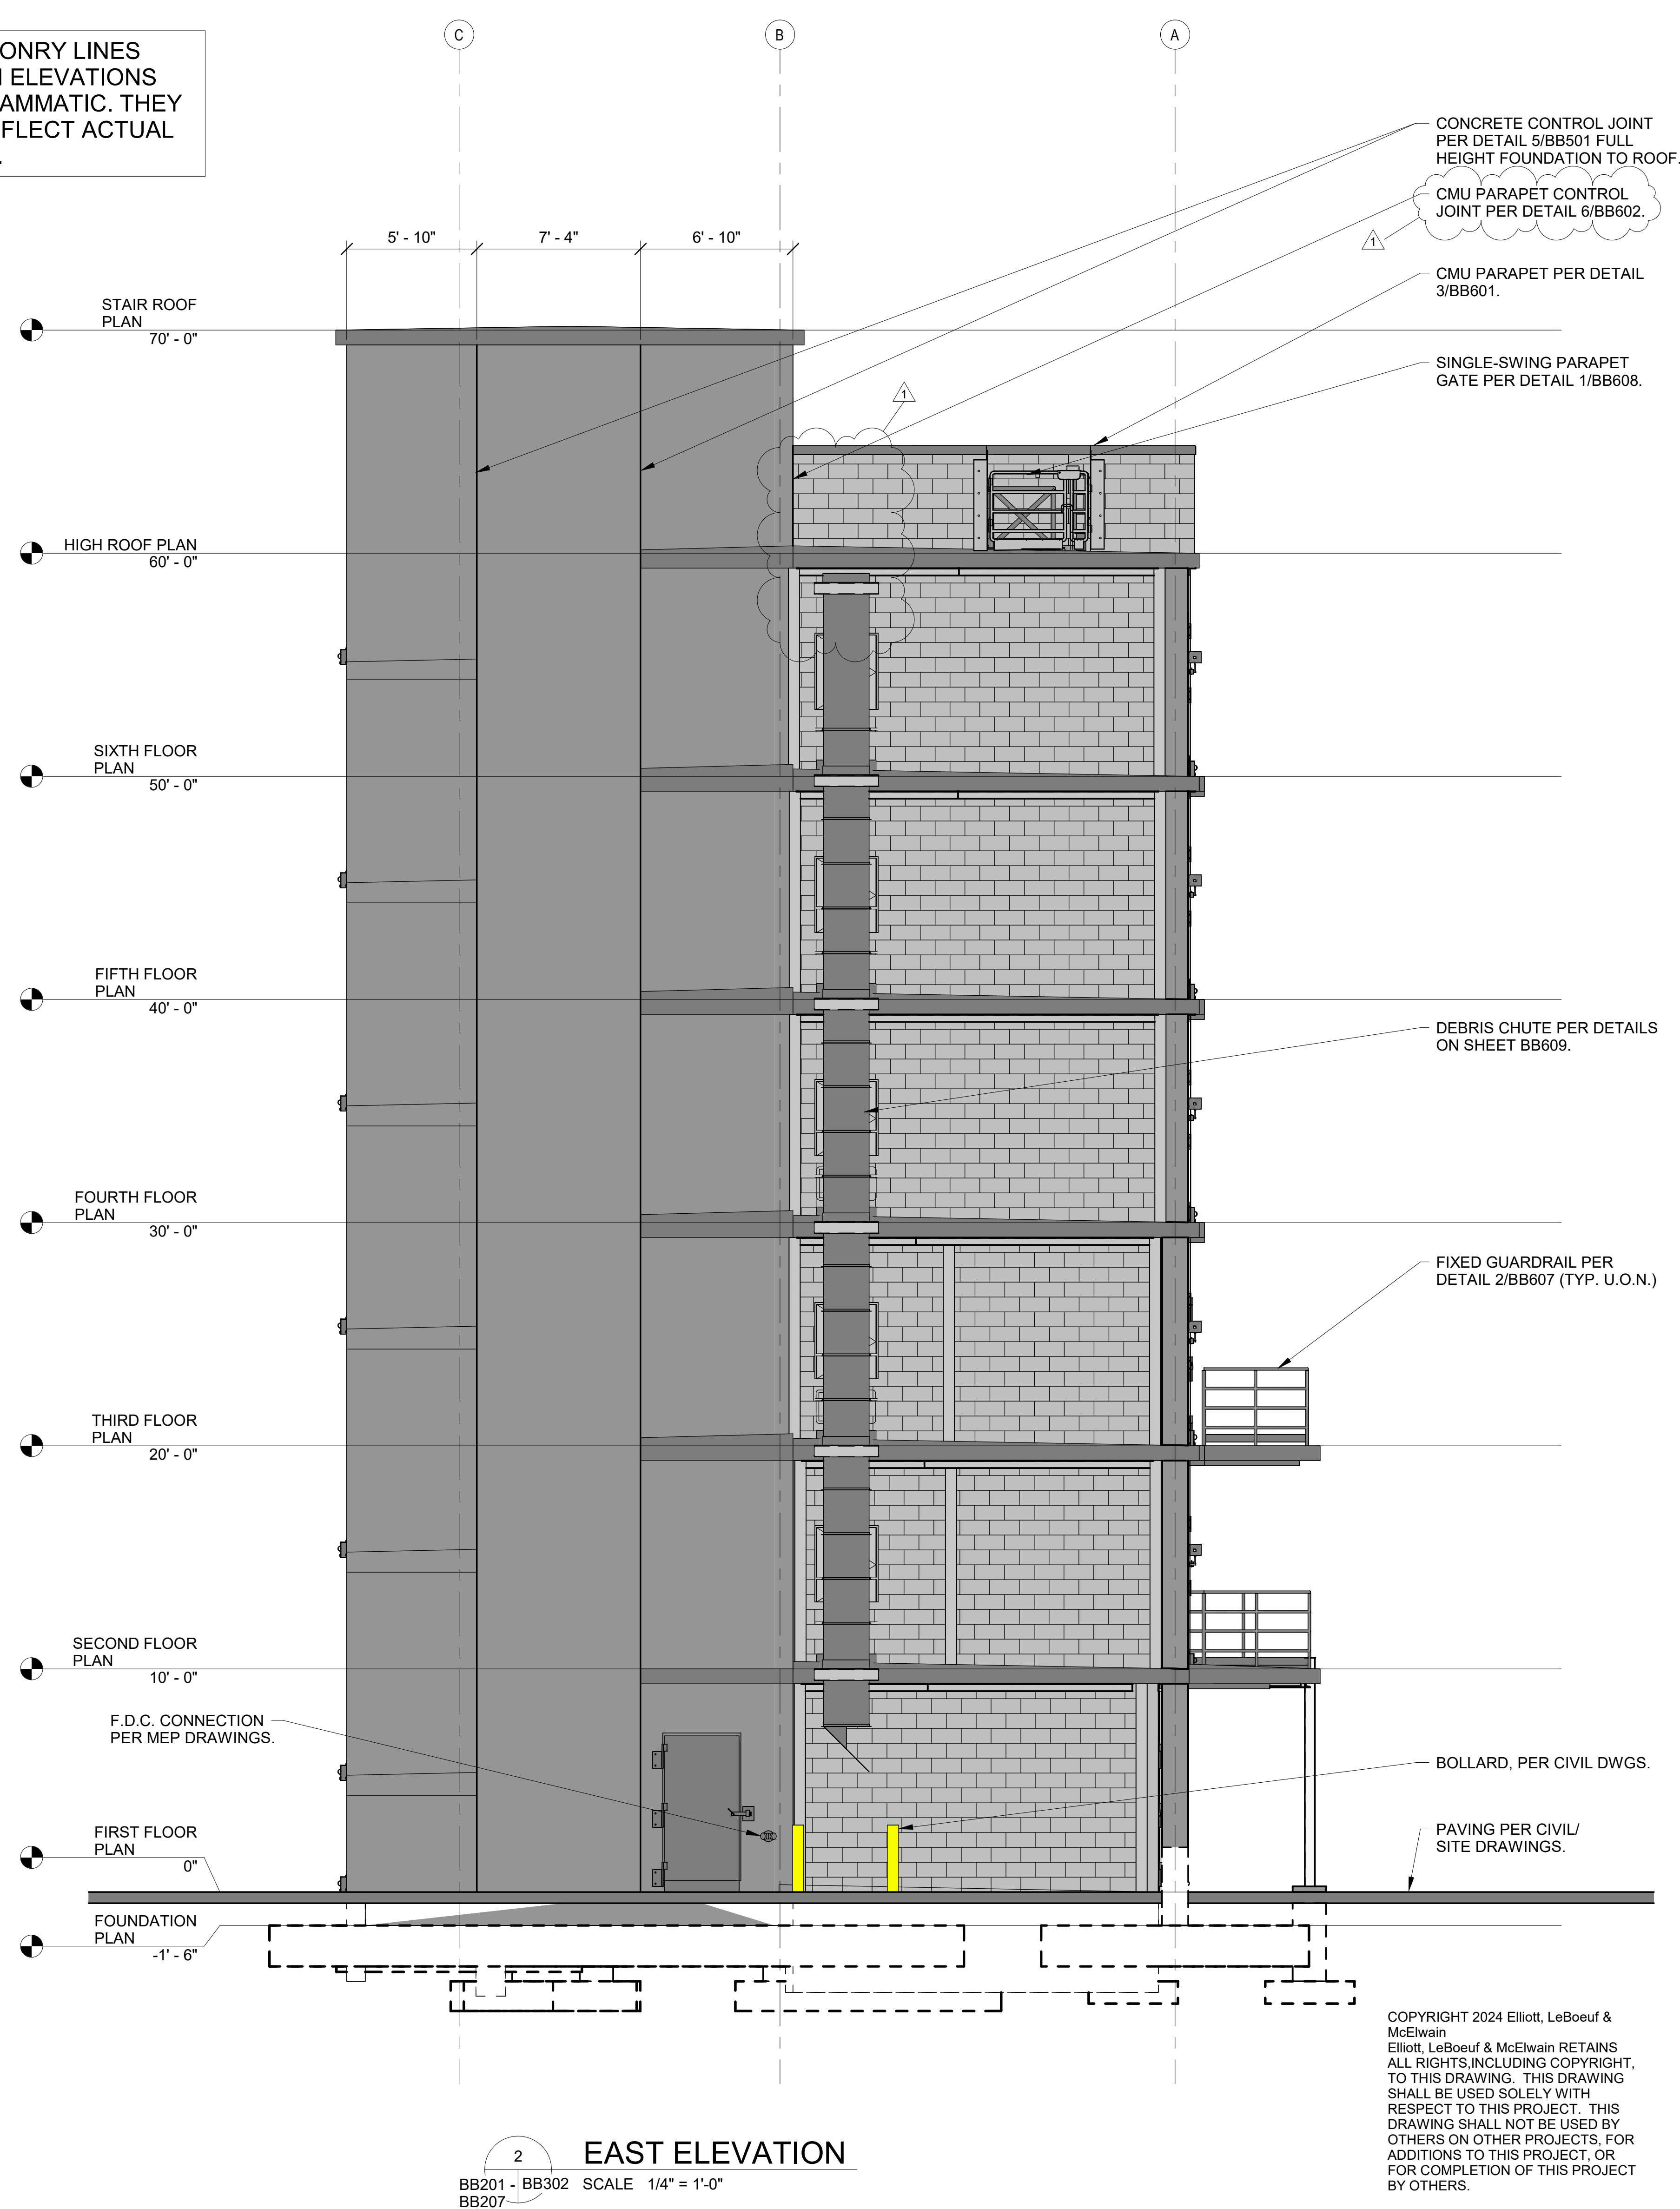 ONRY LINES
ELEVATIONS
AMMATIC. THEY
FLECT ACTUAL
.
C
B
A
CONCRETE CONTROL JOINT
PER DETAIL 5/BB501 FULL
HEIGHT FOUNDATION TO ROOF.
CMU PARAPET CONTROL
JOINT PER DETAIL 6/BB602.
1
5' - 10"
7' - 4"
6' - 10"
CMU PARAPET PER DETAIL
3/BB601.
STAIR ROOF
PLAN
70' - 0"
SINGLE-SWING PARAPET
GATE PER DETAIL 1/BB608.
1
HIGH ROOF PLAN
60' - 0"
SIXTH FLOOR
PLAN
50' - 0"
FIFTH FLOOR
PLAN
40' - 0"
DEBRIS CHUTE PER DETAILS
ON SHEET BB609.
FOURTH FLOOR
PLAN
30' - 0"
FIXED GUARDRAIL PER
DETAIL 2/BB607 (TYP. U.O.N.)
THIRD FLOOR
PLAN
20' - 0"
SECOND FLOOR
PLAN
10' - 0"
F.D.C. CONNECTION
PER MEP DRAWINGS.
BOLLARD, PER CIVIL DWGS.
FIRST FLOOR
PLAN
0"
PAVING PER CIVIL/
SITE DRAWINGS.
FOUNDATION
PLAN
-1' - 6"
COPYRIGHT 2024 Elliott, LeBoeuf &
McElwain
Elliott, LeBoeuf & McElwain RETAINS
ALL RIGHTS,INCLUDING COPYRIGHT,
TO THIS DRAWING. THIS DRAWING
SHALL BE USED SOLELY WITH
RESPECT TO THIS PROJECT. THIS
DRAWING SHALL NOT BE USED BY
OTHERS ON OTHER PROJECTS, FOR
ADDITIONS TO THIS PROJECT, OR
FOR COMPLETION OF THIS PROJECT
BY OTHERS.
2
EAST ELEVATION
BB201 -
BB207
BB302
SCALE 1/4" = 1'-0"